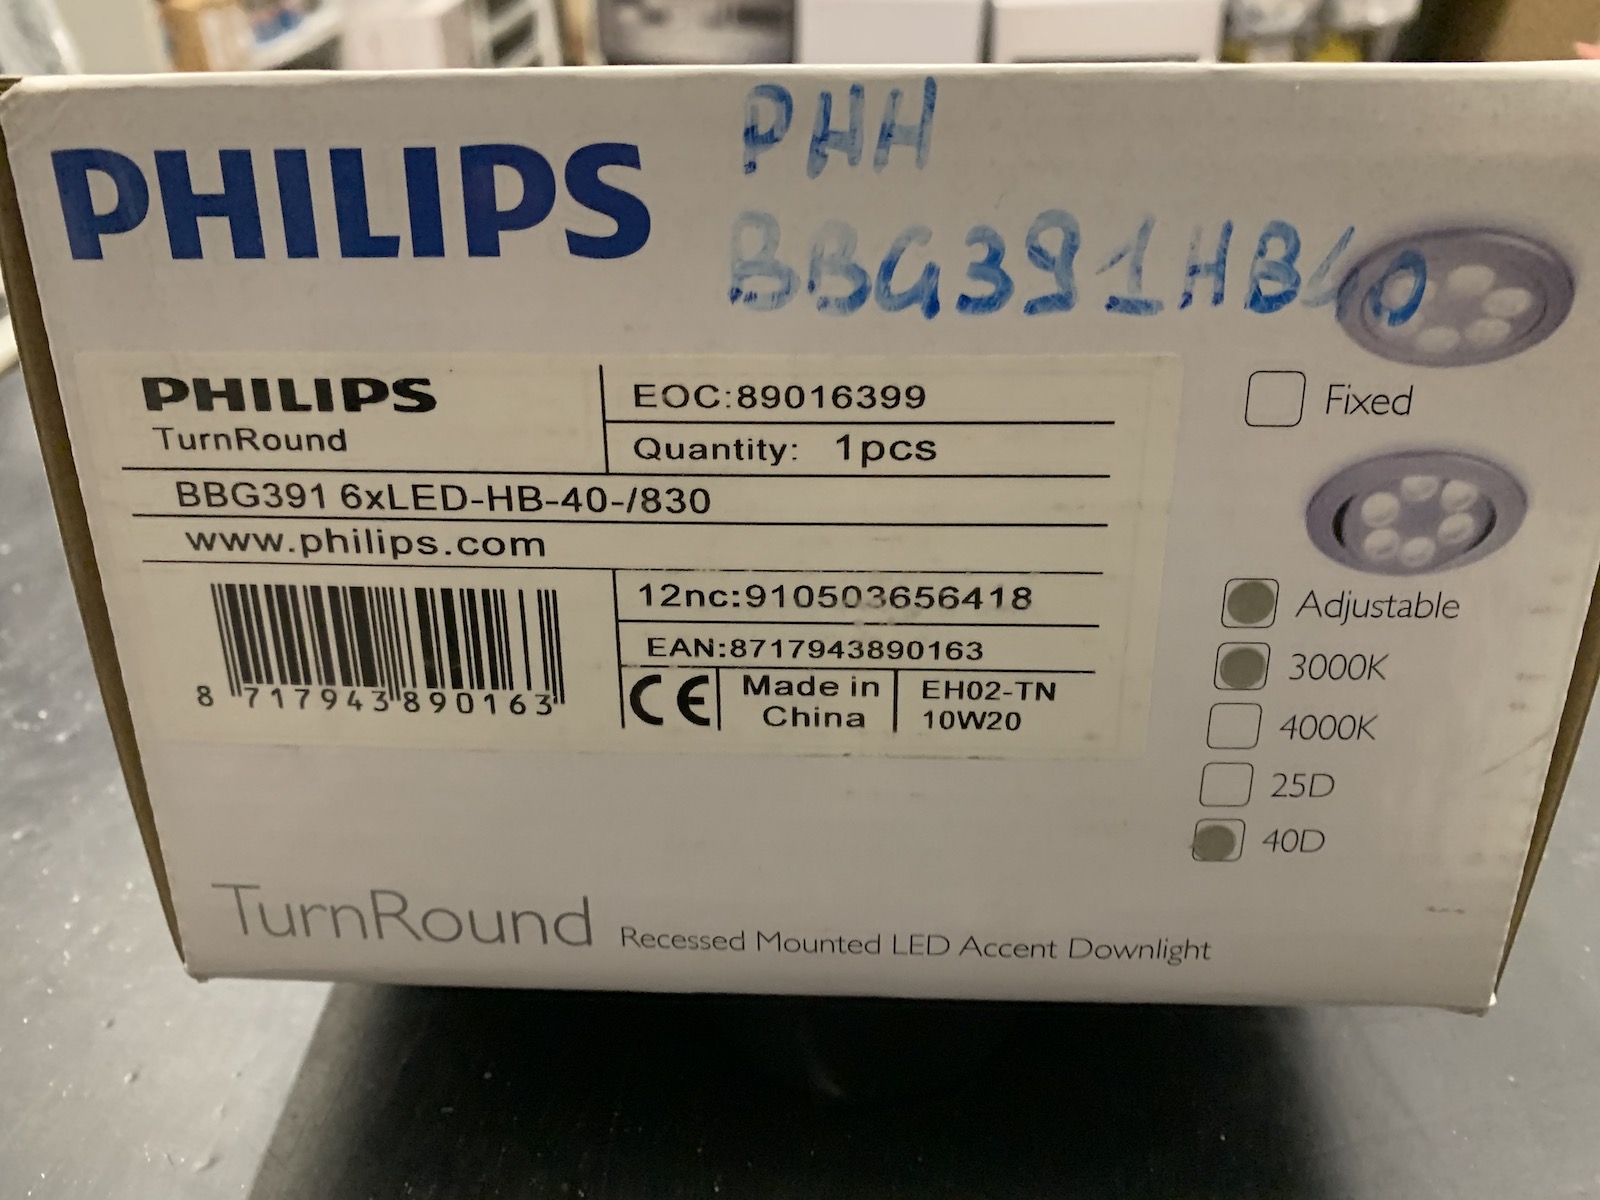 PHILIPS
PHH
BBG391HB40
PHILIPS
TurnRound
EOC:89016399
Quantity: 1pcs
BBG391 6xLED-HB-40-/830
www.philips.com
12nc:910503656418
EAN:8717943890163
8 717943 890163
CE
Made in
China
EH02-TN
10W20
Fixed
Adjustable
3000K
4000K
25D
40D
TurnRound Recessed Mounted LED Accent Downlight